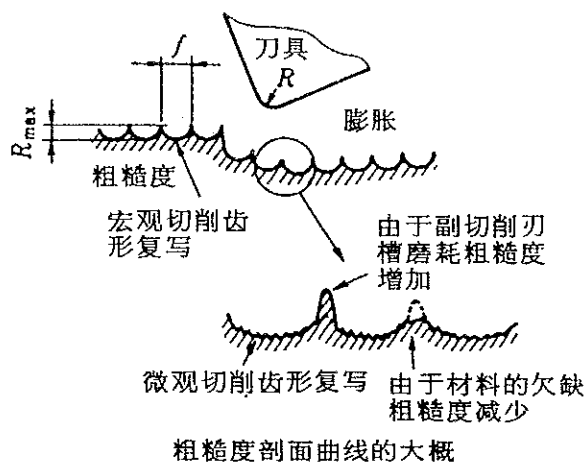 f
刀具
R
R max
膨胀
粗糙度
宏观切削齿
形复写
由于副切削刃
槽磨耗粗糙度
增加
微观切削齿形复写
由于材料的欠缺
粗糙度减少
粗糙度剖面曲线的大概